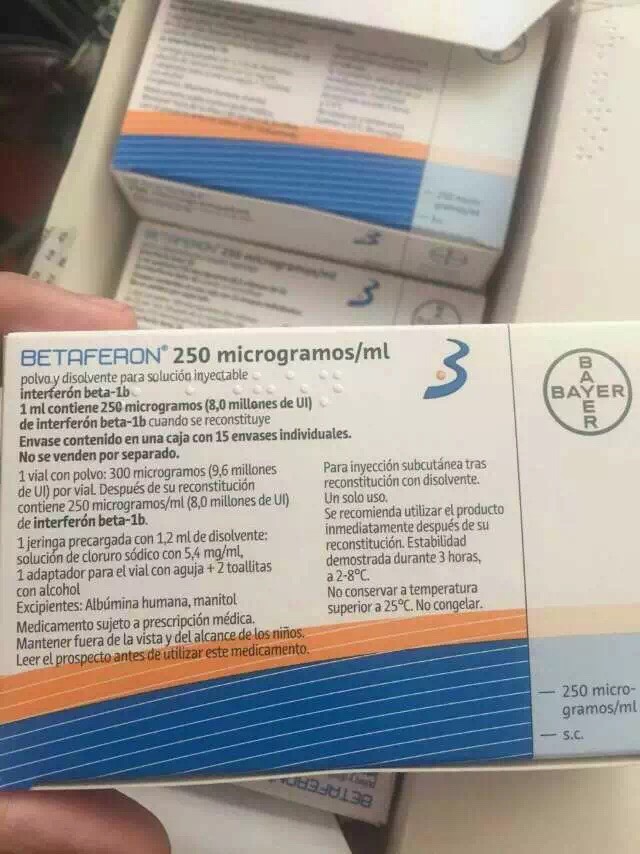 BETAFERON 250 microgramos/ml
BETAFERON® 250 microgramos/ml
polvo y disolvente para solución inyectable
interferón beta-1b
1 ml contiene 250 microgramos (8,0 millones de UI)
de interferón beta-1b cuando se reconstituye
Envase contenido en una caja con 15 envases individuales.
No se venden por separado.
1 vial con polvo: 300 microgramos (9,6 millones
de UI) por vial. Después de su reconstitución
contiene 250 microgramos/ml (8,0 millones de UI)
de interferón beta-1b.
1 jeringa precargada con 1,2 ml de disolvente:
solución de cloruro sódico con 5,4 mg/ml,
1 adaptador para el vial con aguja + 2 toallitas
con alcohol
Excipientes: Albúmina humana, manitol
Medicamento sujeto a prescripción médica.
Mantener fuera de la vista y del alcance de los niños.
Leer el prospecto antes de utilizar este medicamento.
Para inyección subcutánea tras
reconstitución con disolvente.
Un solo uso.
Se recomienda utilizar el producto
inmediatamente después de su
reconstitución. Estabilidad
demostrada durante 3 horas,
a 2-8°C.
No conservar a temperatura
superior a 25°C. No congelar.
BAYER
BAYER
250 micro-
gramos/ml
s.c.
BETAFERON